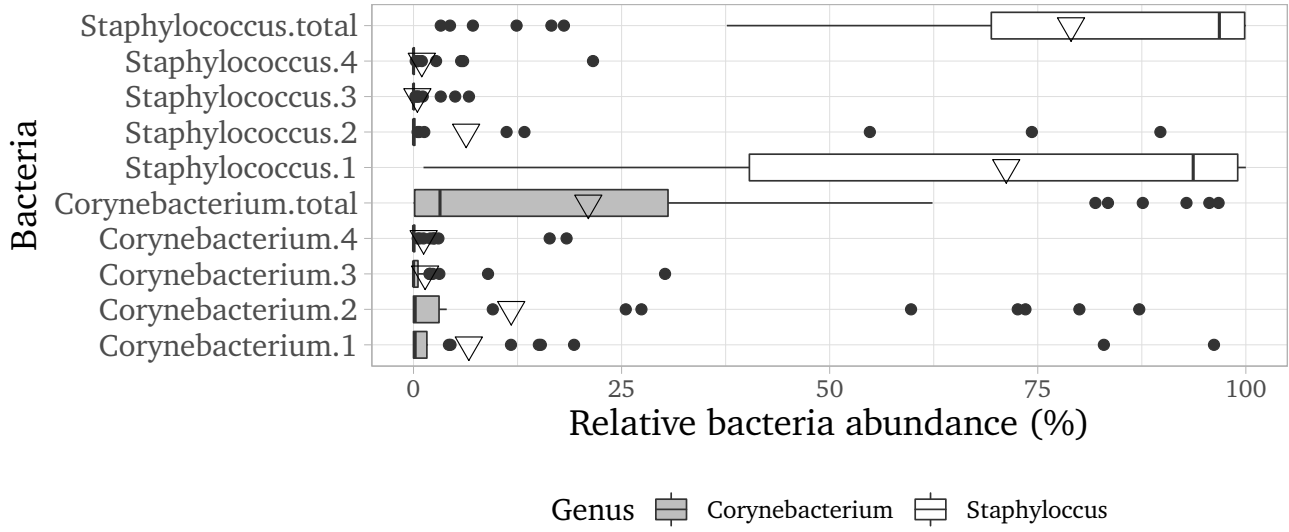 Staphylococcus.total
Staphylococcus.4
Staphylococcus.3
Staphylococcus.2
Staphylococcus.1
Corynebacterium.total
Corynebacterium.4
Corynebacterium.3
Corynebacterium.2
Corynebacterium.1
Bacteria
0 25 50 75 100
Relative bacteria abundance (%)
Genus Corynebacterium Staphyloccus